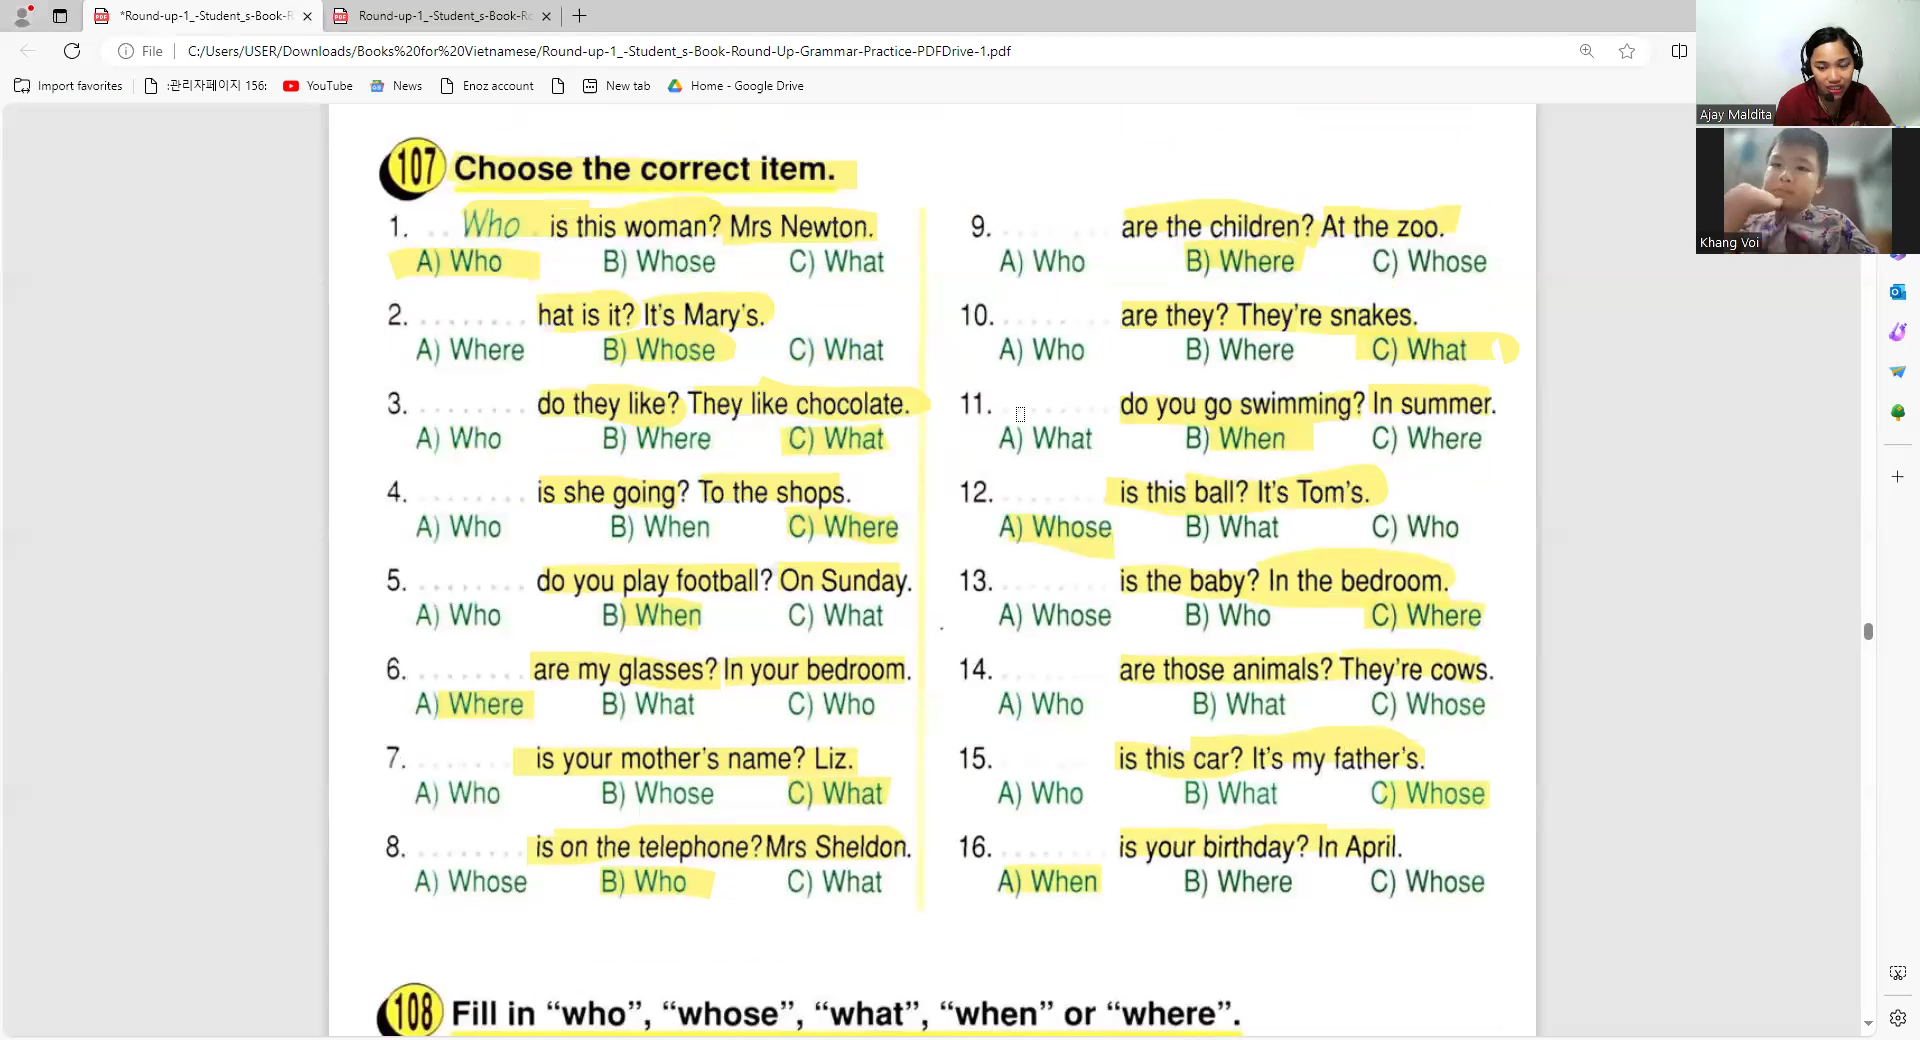 *Round-up-1_-Student_s-Book-R
Round-up-1_-Student_s-Book-Ro
File
C:/Users/USER/Downloads/Books%20for%20Vietnamese/Round-up-1_-Student_s-Book-Round-Up-Grammar-Practice-PDFDrive-1.pdf
Import favorites
:관리자페이지 156:
YouTube
News
Enoz account
New tab
Home - Google Drive
Ajay Maldita
Khang Voi
107 Choose the correct item.
1. .. Who . is this woman? Mrs Newton.
A) Who B) Whose C) What
2. ........ hat is it? It's Mary's.
A) Where B) Whose C) What
3. ........ do they like? They like chocolate.
A) Who B) Where C) What
4. ........ is she going? To the shops.
A) Who B) When C) Where
5. ........ do you play football? On Sunday.
A) Who B) When C) What
6. ........ are my glasses? In your bedroom.
A) Where B) What C) Who
7. ........ is your mother's name? Liz.
A) Who B) Whose C) What
8. ........ is on the telephone? Mrs Sheldon.
A) Whose B) Who C) What
9. ........ are the children? At the zoo.
A) Who B) Where C) Whose
10. ........ are they? They're snakes.
A) Who B) Where C) What
11. ........ do you go swimming? In summer.
A) What B) When C) Where
12. ........ is this ball? It's Tom's.
A) Whose B) What C) Who
13. ........ is the baby? In the bedroom.
A) Whose B) Who C) Where
14. ........ are those animals? They're cows.
A) Who B) What C) Whose
15. ........ is this car? It's my father's.
A) Who B) What C) Whose
16. ........ is your birthday? In April.
A) When B) Where C) Whose
108 Fill in “who”, “whose”, “what”, “when” or “where”.